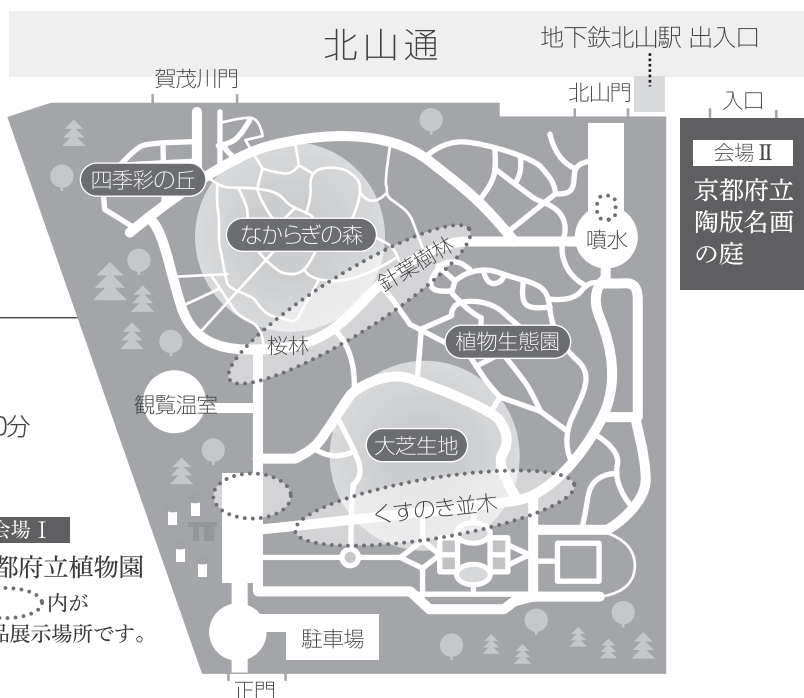 北山通
地下鉄北山駅 出入口
賀茂川門
北山門
入口
会場Ⅱ
京都府立
陶版名画
の庭
四季彩の丘
なからぎの森
噴水
針葉樹林
桜林
植物生態園
観覧温室
0分
大芝生地
くすのき並木
会場Ⅰ
都府立植物園
内が
品展示場所です。
駐車場
正門